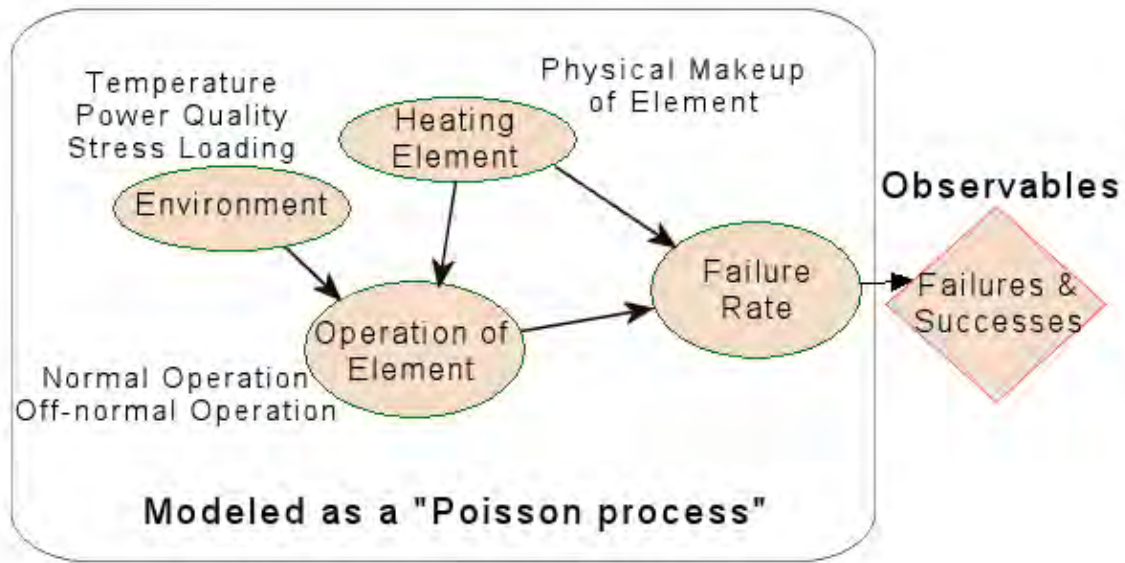 Temperature
Power Quality
Stress Loading
Environment
Heating
Element
Physical Makeup
of Element
Operation of
Element
Normal Operation
Off-normal Operation
Failure
Rate
Observables
Failures &
Successes
Modeled as a "Poisson process"